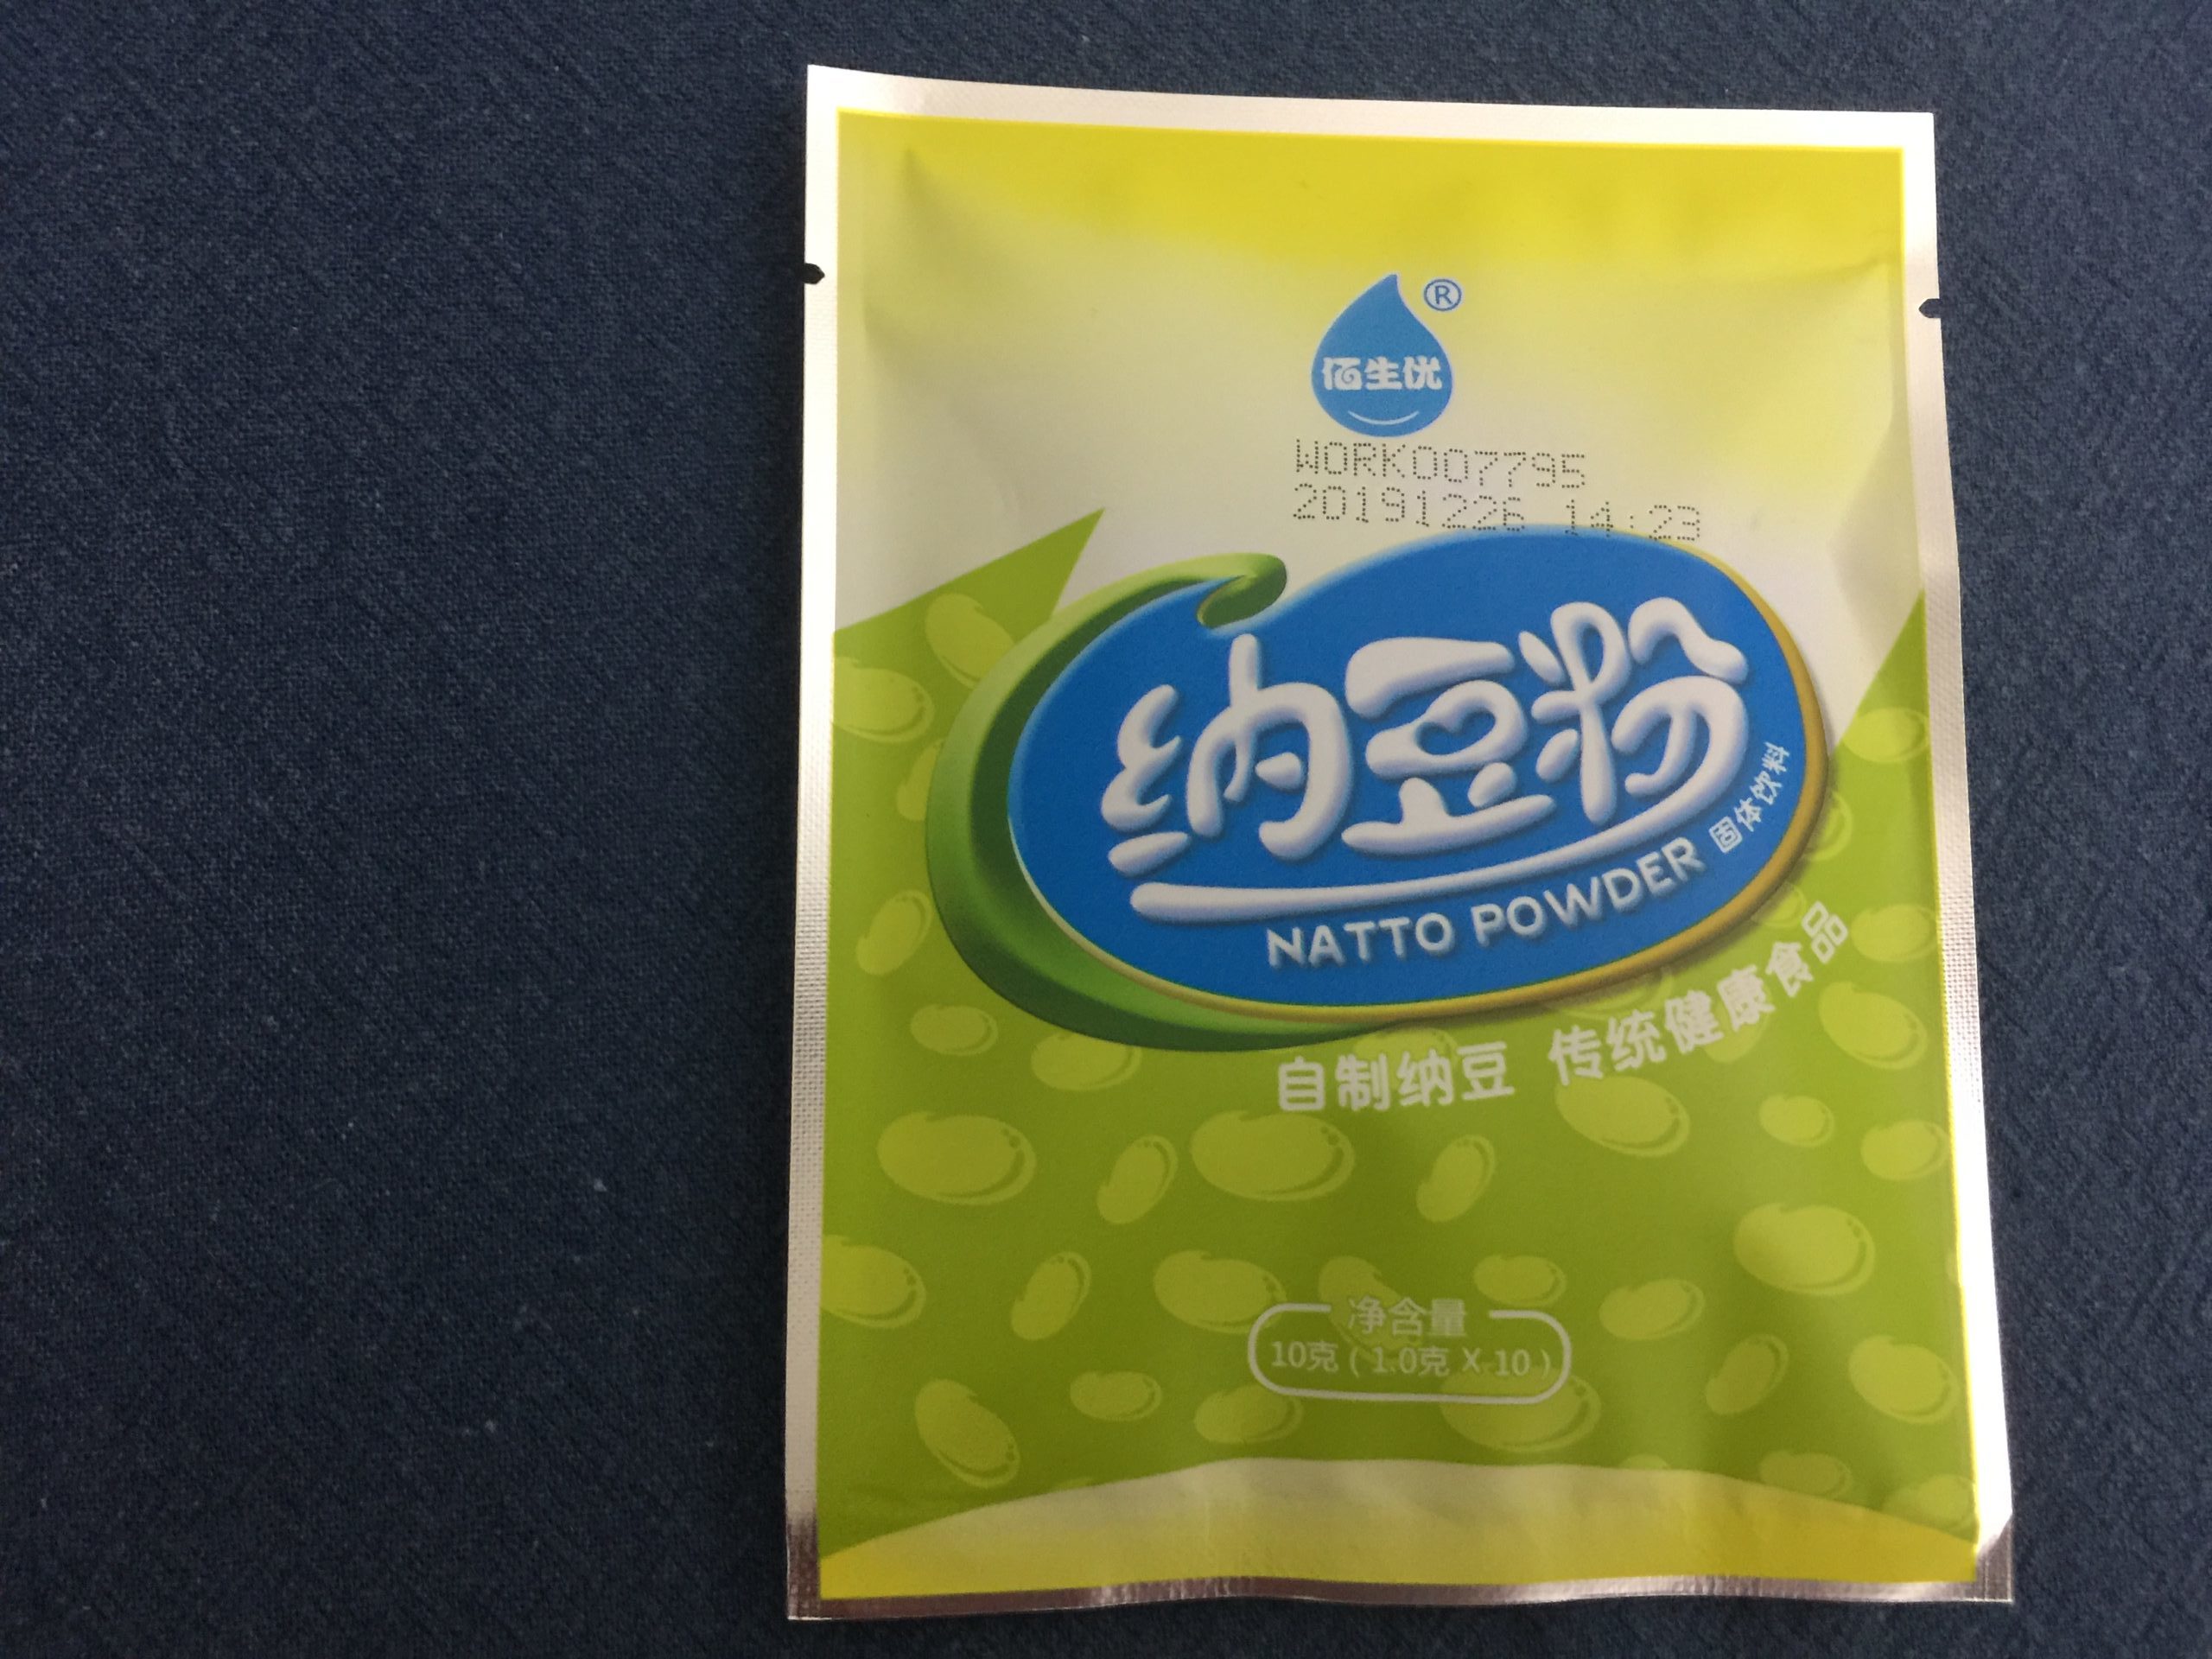 ®
佰生优
WORK007795
20191226 14:23
纳豆粉
NATTO POWDER 固体饮料
自制纳豆 传统健康食品
净含量
10克(1.0克X10)